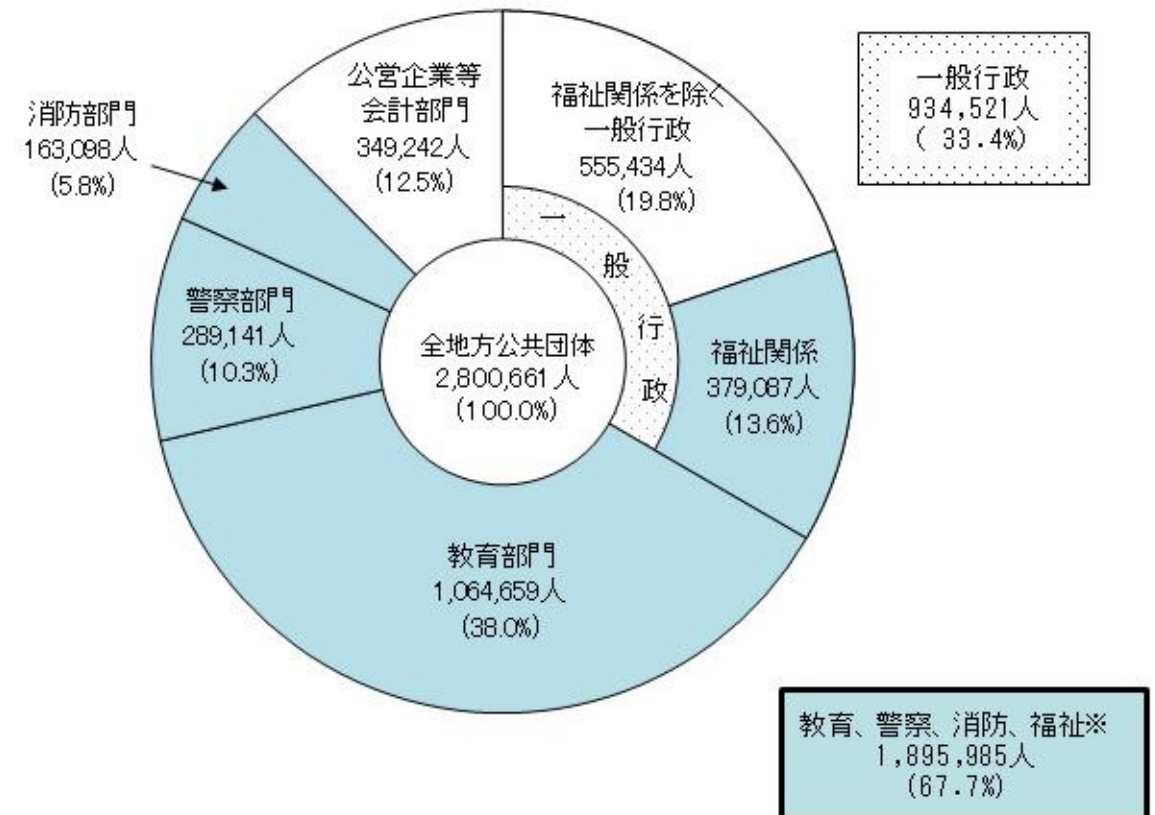 公営企業等
会計部門
349,242人
(12.5%)
福祉関係を除く
一般行政
555,434人
(19.8%)
一般行政
934,521人
( 33.4%)
消防部門
163,098人
(5.8%)
一
般
行
政
警察部門
289,141人
(10.3%)
全地方公共団体
2,800,661人
(100.0%)
福祉関係
379,087人
(13.6%)
教育部門
1,064,659人
(38.0%)
教育、警察、消防、福祉※
1,895,985人
(67.7%)